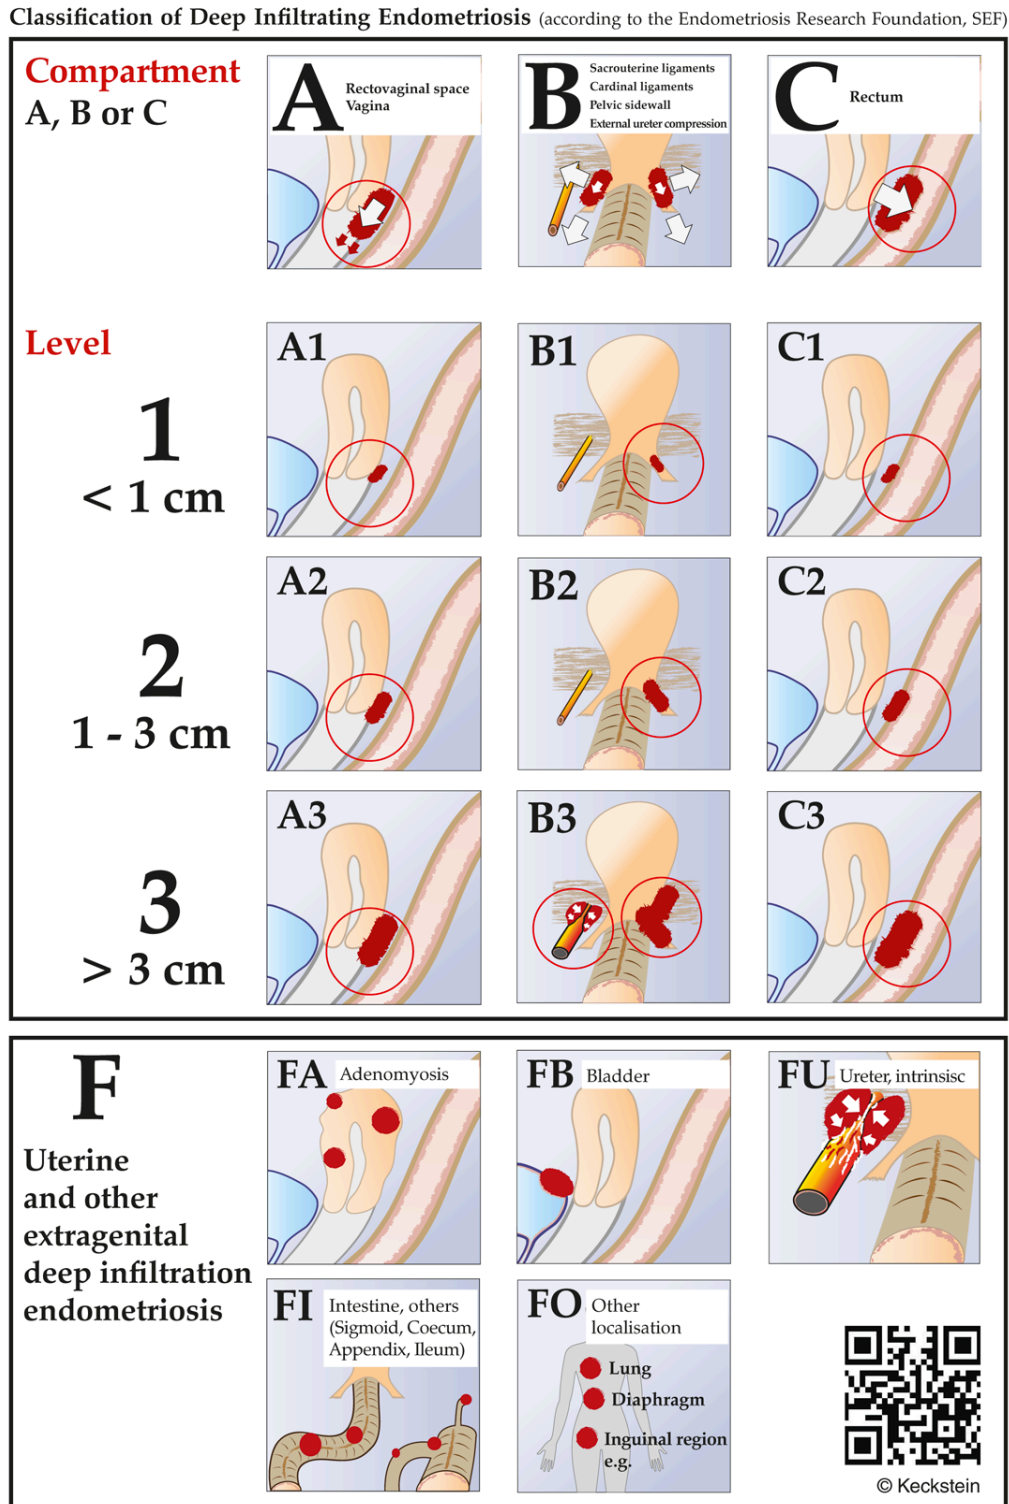 Classification of Deep Infiltrating Endometriosis (according to the Endometriosis Research Foundation, SEF)
Compartment
A, B or C
A
Rectovaginal space
Vagina
B
Sacrouterine ligaments
Cardinal ligaments
Pelvic sidewall
External ureter compression
C
Rectum
Level
1
< 1 cm
A1
B1
C1
2
1 - 3 cm
A2
B2
C2
3
> 3 cm
A3
B3
C3
F
Uterine
and other
extragenital
deep infiltration
endometriosis
FA Adenomyosis
FB Bladder
FU Ureter, intrinsisc
FI Intestine, others
(Sigmoid, Coecum,
Appendix, Ileum)
FO Other
localisation
Lung
Diaphragm
Inguinal region
e.g.
© Keckstein